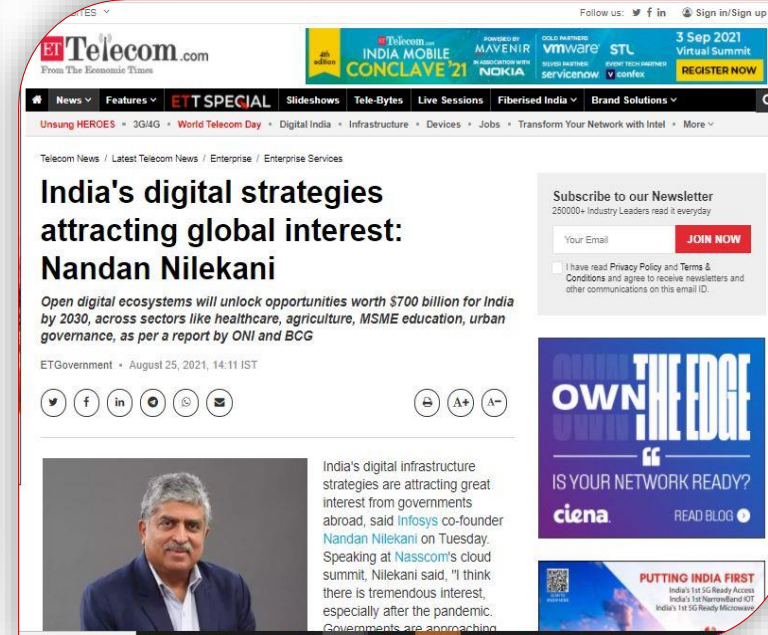 SITES
Follow us: f in Sign in/Sign up
ET Telecom.com
From The Economic Times
4th edition
ETTelecom.com
INDIA MOBILE
CONCLAVE '21
POWERED BY
MAVENIR
IN ASSOCIATION WITH
NOKIA
GOLD PARTNERS
vmware STL
SILVER PARTNER
servicenow
EVENT TECH PARTNER
V confex
3 Sep 2021
Virtual Summit
REGISTER NOW
News Features ETT SPECIAL Slideshows Tele-Bytes Live Sessions Fiberised India Brand Solutions
Unsung HEROES • 3G/4G • World Telecom Day • Digital India • Infrastructure • Devices • Jobs • Transform Your Network with Intel • More
Telecom News / Latest Telecom News / Enterprise / Enterprise Services
India's digital strategies
attracting global interest:
Nandan Nilekani
Open digital ecosystems will unlock opportunities worth $700 billion for India
by 2030, across sectors like healthcare, agriculture, MSME education, urban
governance, as per a report by ONI and BCG
ETGovernment • August 25, 2021, 14:11 IST
f in A+ A-
India's digital infrastructure
strategies are attracting great
interest from governments
abroad, said Infosys co-founder
Nandan Nilekani on Tuesday.
Speaking at Nasscom's cloud
summit, Nilekani said, "I think
there is tremendous interest,
especially after the pandemic.
Governments are approaching
Subscribe to our Newsletter
250000+ Industry Leaders read it everyday
Your Email JOIN NOW
I have read Privacy Policy and Terms &
Conditions and agree to receive newsletters and
other communications on this email ID.
OWN THE EDGE
IS YOUR NETWORK READY?
ciena. READ BLOG
PUTTING INDIA FIRST
India's 1st 5G Ready Access
India's 1st NarrowBand IOT
India's 1st 5G Ready Microwave